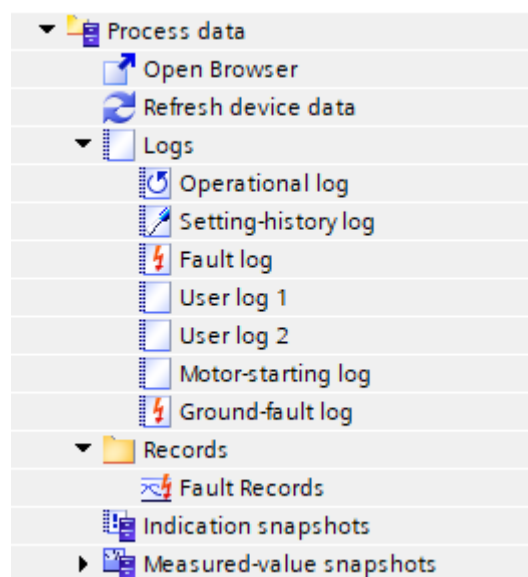 Process data
Open Browser
Refresh device data
Logs
Operational log
Setting-history log
Fault log
User log 1
User log 2
Motor-starting log
Ground-fault log
Records
Fault Records
Indication snapshots
Measured-value snapshots